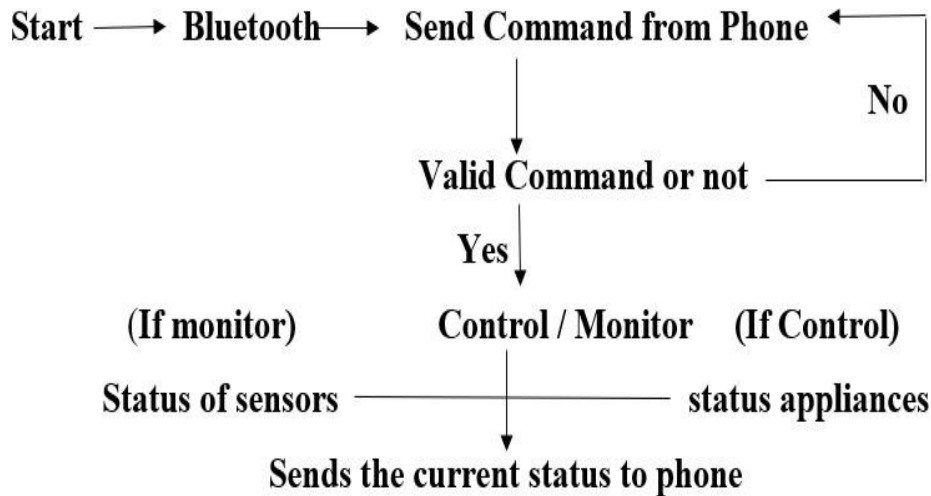 Start Bluetooth Send Command from Phone
No
Valid Command or not
Yes
(If monitor) Control / Monitor (If Control)
Status of sensors status appliances
Sends the current status to phone